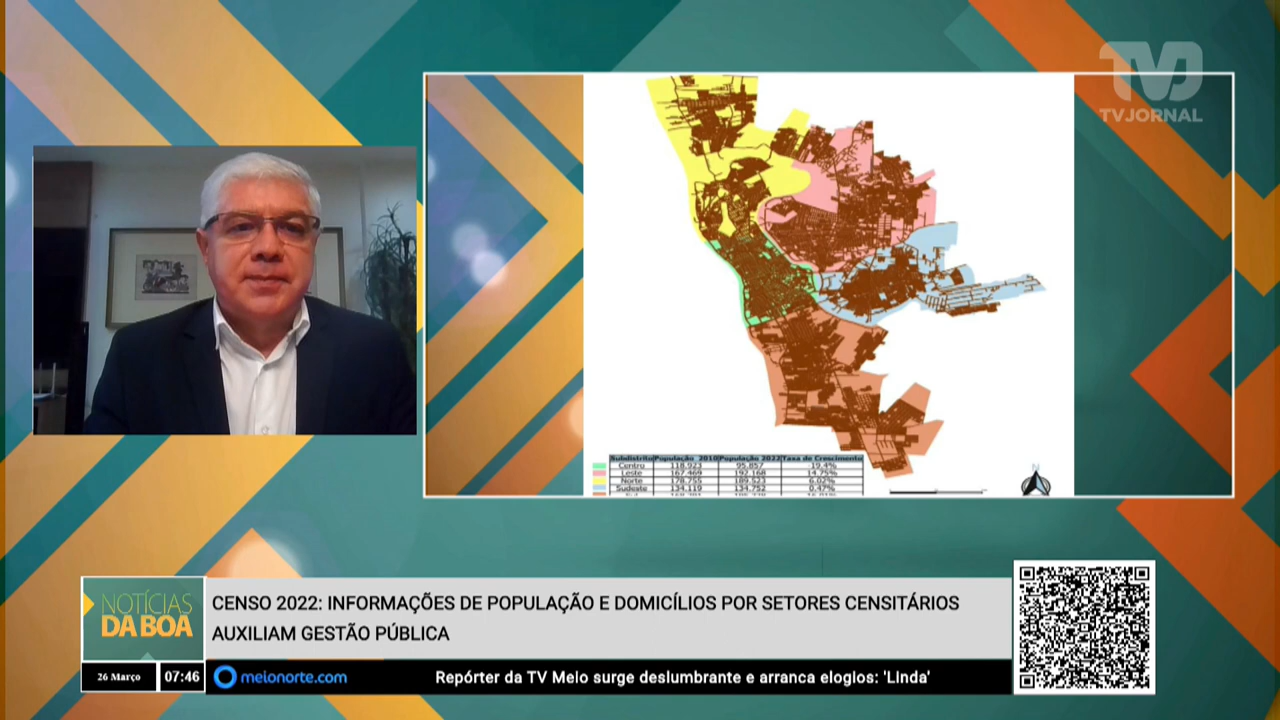 TVJ
TVJORNAL
Subdistrito População 2010 População 2022 Taxa de Crescimento
Centro 118.923 95.857 -19.4%
Leste 167.469 192.168 14.75%
Norte 178.755 189.523 6.02%
Sudeste 134.119 134.752 0.47%
N
NOTÍCIAS
DA BOA
CENSO 2022: INFORMAÇÕES DE POPULAÇÃO E DOMICÍLIOS POR SETORES CENSITÁRIOS
AUXILIAM GESTÃO PÚBLICA
26 Março 07:46 meionorte.com Repórter da TV Meio surge deslumbrante e arranca elogios: 'Linda'